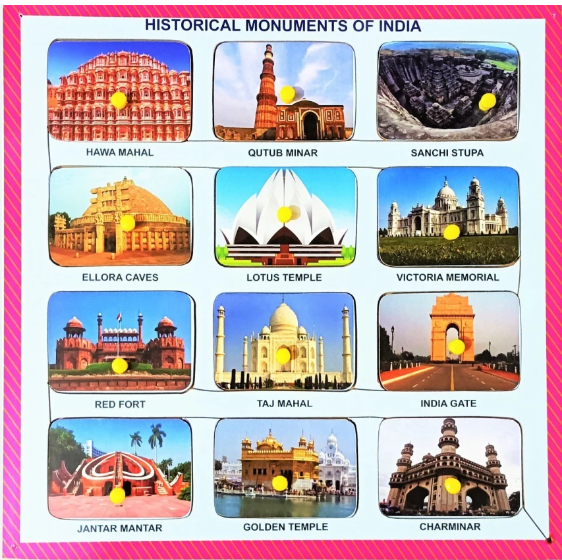 HISTORICAL MONUMENTS OF INDIA
HAWA MAHAL
QUTUB MINAR
SANCHI STUPA
ELLORA CAVES
LOTUS TEMPLE
VICTORIA MEMORIAL
RED FORT
TAJ MAHAL
INDIA GATE
JANTAR MANTAR
GOLDEN TEMPLE
CHARMINAR